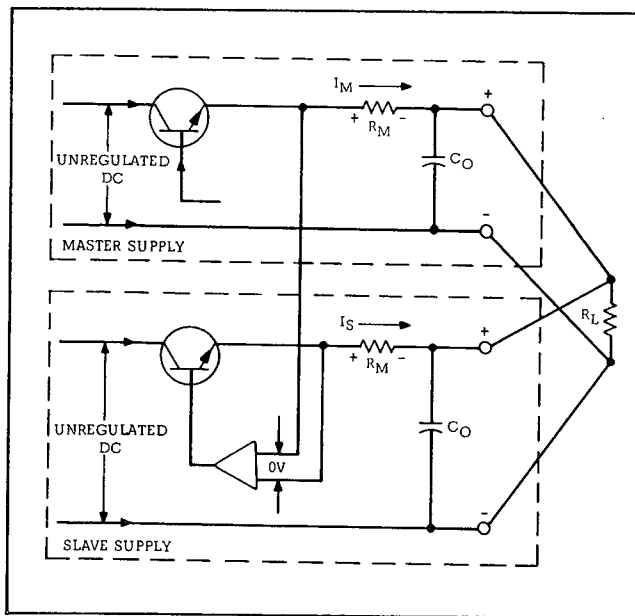 I_M
+ R_M -
UNREGULATED
DC
C_O
+
-
MASTER SUPPLY
R_L
I_S
+ R_M -
UNREGULATED
DC
0V
C_O
+
-
SLAVE SUPPLY